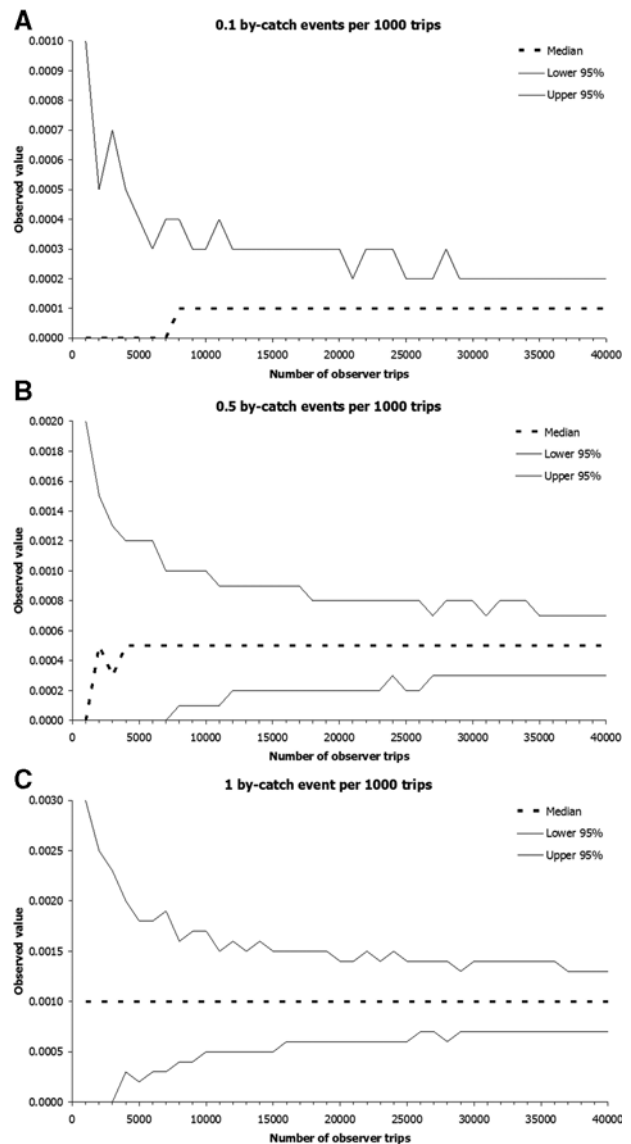 A
0.1 by-catch events per 1000 trips
0.0010
0.0009
0.0008
0.0007
0.0006
0.0005
0.0004
0.0003
0.0002
0.0001
0.0000
Observed value
Median
Lower 95%
Upper 95%
0 5000 10000 15000 20000 25000 30000 35000 40000
Number of observer trips
B
0.5 by-catch events per 1000 trips
0.0020
0.0018
0.0016
0.0014
0.0012
0.0010
0.0008
0.0006
0.0004
0.0002
0.0000
Observed value
Median
Lower 95%
Upper 95%
0 5000 10000 15000 20000 25000 30000 35000 40000
Number of observer trips
C
1 by-catch event per 1000 trips
0.0030
0.0025
0.0020
0.0015
0.0010
0.0005
0.0000
Observed value
Median
Lower 95%
Upper 95%
0 5000 10000 15000 20000 25000 30000 35000 40000
Number of observer trips